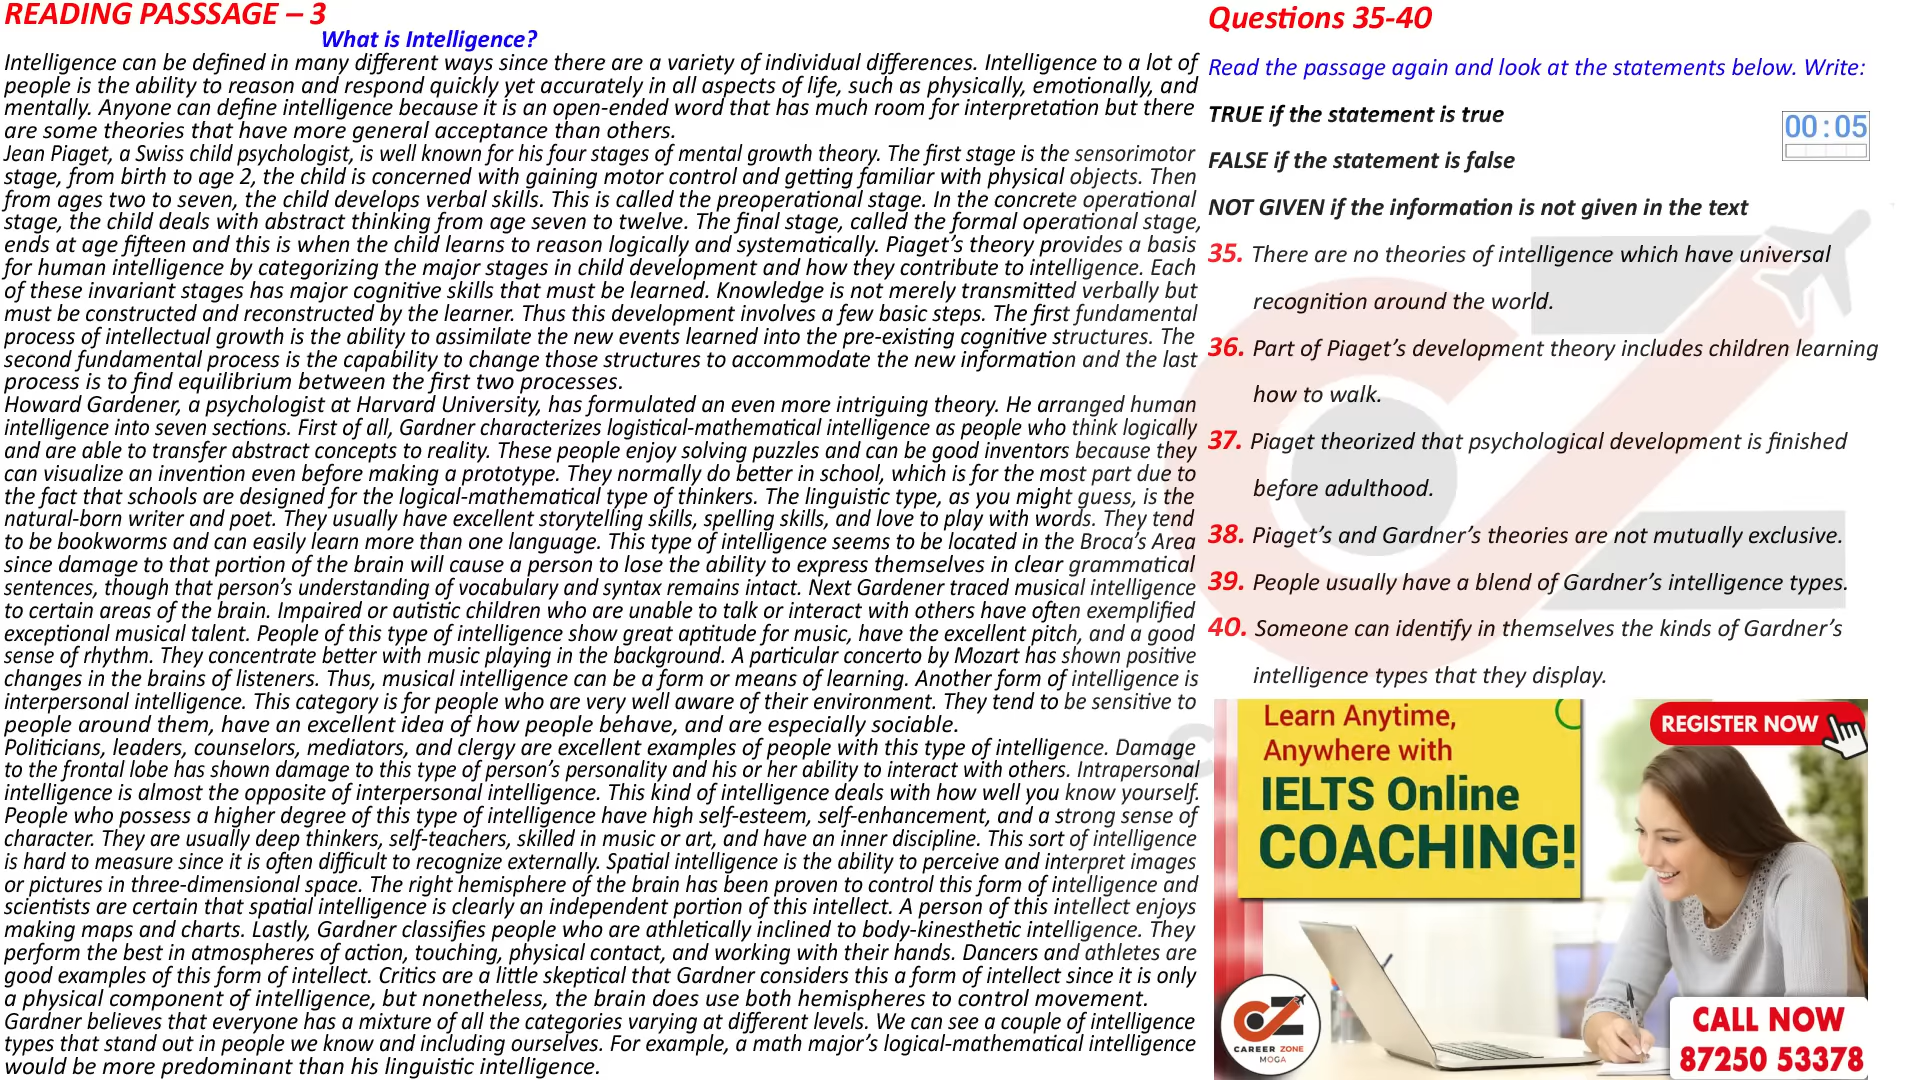 READING PASSSAGE – 3
What is Intelligence?
Intelligence can be defined in many different ways since there are a variety of individual differences. Intelligence to a lot of
people is the ability to reason and respond quickly yet accurately in all aspects of life, such as physically, emotionally, and
mentally. Anyone can define intelligence because it is an open-ended word that has much room for interpretation but there
are some theories that have more general acceptance than others.
Jean Piaget, a Swiss child psychologist, is well known for his four stages of mental growth theory. The first stage is the sensorimotor
stage, from birth to age 2, the child is concerned with gaining motor control and getting familiar with physical objects. Then
from ages two to seven, the child develops verbal skills. This is called the preoperational stage. In the concrete operational
stage, the child deals with abstract thinking from age seven to twelve. The final stage, called the formal operational stage,
ends at age fifteen and this is when the child learns to reason logically and systematically. Piaget's theory provides a basis
for human intelligence by categorizing the major stages in child development and how they contribute to intelligence. Each
of these invariant stages has major cognitive skills that must be learned. Knowledge is not merely transmitted verbally but
must be constructed and reconstructed by the learner. Thus this development involves a few basic steps. The first fundamental
process of intellectual growth is the ability to assimilate the new events learned into the pre-existing cognitive structures. The
second fundamental process is the capability to change those structures to accommodate the new information and the last
process is to find equilibrium between the first two processes.
Howard Gardener, a psychologist at Harvard University, has formulated an even more intriguing theory. He arranged human
intelligence into seven sections. First of all, Gardner characterizes logistical-mathematical intelligence as people who think logically
and are able to transfer abstract concepts to reality. These people enjoy solving puzzles and can be good inventors because they
can visualize an invention even before making a prototype. They normally do better in school, which is for the most part due to
the fact that schools are designed for the logical-mathematical type of thinkers. The linguistic type, as you might guess, is the
natural-born writer and poet. They usually have excellent storytelling skills, spelling skills, and love to play with words. They tend
to be bookworms and can easily learn more than one language. This type of intelligence seems to be located in the Broca's Area
since damage to that portion of the brain will cause a person to lose the ability to express themselves in clear grammatical
sentences, though that person's understanding of vocabulary and syntax remains intact. Next Gardener traced musical intelligence
to certain areas of the brain. Impaired or autistic children who are unable to talk or interact with others have often exemplified
exceptional musical talent. People of this type of intelligence show great aptitude for music, have the excellent pitch, and a good
sense of rhythm. They concentrate better with music playing in the background. A particular concerto by Mozart has shown positive
changes in the brains of listeners. Thus, musical intelligence can be a form or means of learning. Another form of intelligence is
interpersonal intelligence. This category is for people who are very well aware of their environment. They tend to be sensitive to
people around them, have an excellent idea of how people behave, and are especially sociable.
Politicians, leaders, counselors, mediators, and clergy are excellent examples of people with this type of intelligence. Damage
to the frontal lobe has shown damage to this type of person's personality and his or her ability to interact with others. Intrapersonal
intelligence is almost the opposite of interpersonal intelligence. This kind of intelligence deals with how well you know yourself.
People who possess a higher degree of this type of intelligence have high self-esteem, self-enhancement, and a strong sense of
character. They are usually deep thinkers, self-teachers, skilled in music or art, and have an inner discipline. This sort of intelligence
is hard to measure since it is often difficult to recognize externally. Spatial intelligence is the ability to perceive and interpret images
or pictures in three-dimensional space. The right hemisphere of the brain has been proven to control this form of intelligence and
scientists are certain that spatial intelligence is clearly an independent portion of this intellect. A person of this intellect enjoys
making maps and charts. Lastly, Gardner classifies people who are athletically inclined to body-kinesthetic intelligence. They
perform the best in atmospheres of action, touching, physical contact, and working with their hands. Dancers and athletes are
good examples of this form of intellect. Critics are a little skeptical that Gardner considers this a form of intellect since it is only
a physical component of intelligence, but nonetheless, the brain does use both hemispheres to control movement.
Gardner believes that everyone has a mixture of all the categories varying at different levels. We can see a couple of intelligence
types that stand out in people we know and including ourselves. For example, a math major's logical-mathematical intelligence
would be more predominant than his linguistic intelligence.
Questions 35-40
Read the passage again and look at the statements below. Write:
TRUE if the statement is true
00:05
FALSE if the statement is false
NOT GIVEN if the information is not given in the text
35. There are no theories of intelligence which have universal
recognition around the world.
36. Part of Piaget's development theory includes children learning
how to walk.
37. Piaget theorized that psychological development is finished
before adulthood.
38. Piaget's and Gardner's theories are not mutually exclusive.
39. People usually have a blend of Gardner's intelligence types.
40. Someone can identify in themselves the kinds of Gardner's
intelligence types that they display.
Learn Anytime,
Anywhere with
IELTS Online
COACHING!
REGISTER NOW
CAREER ZONE
MOGA
CALL NOW
87250 53378